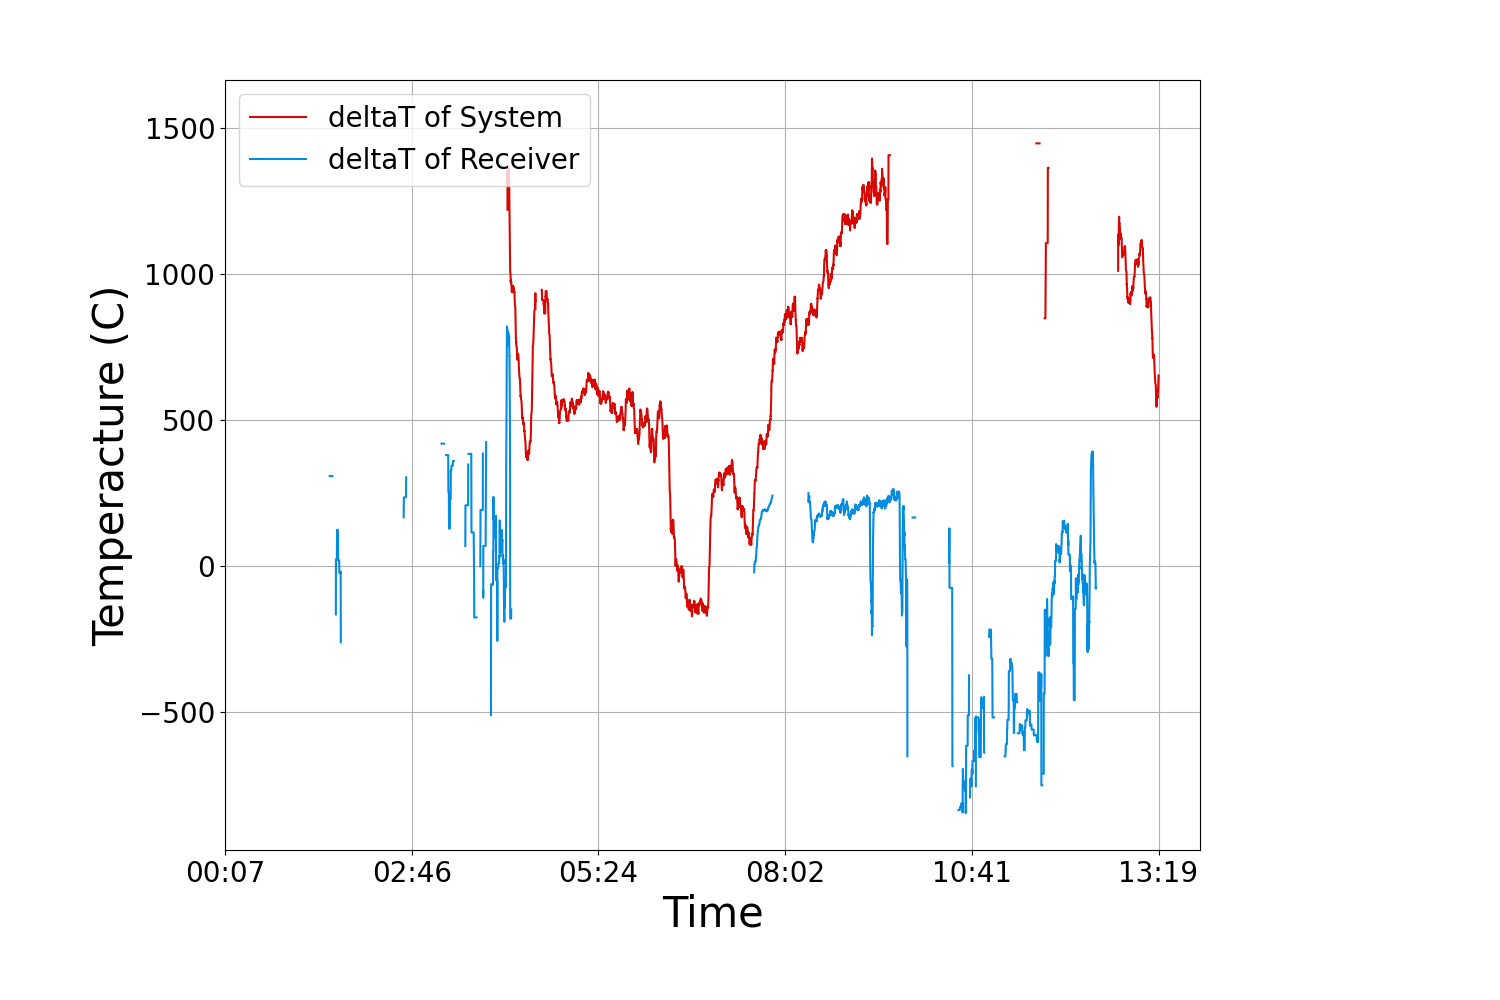 deltaT of System
deltaT of Receiver
1500
1000
500
0
−500
Temperacture (C)
00:07 02:46 05:24 08:02 10:41 13:19
Time